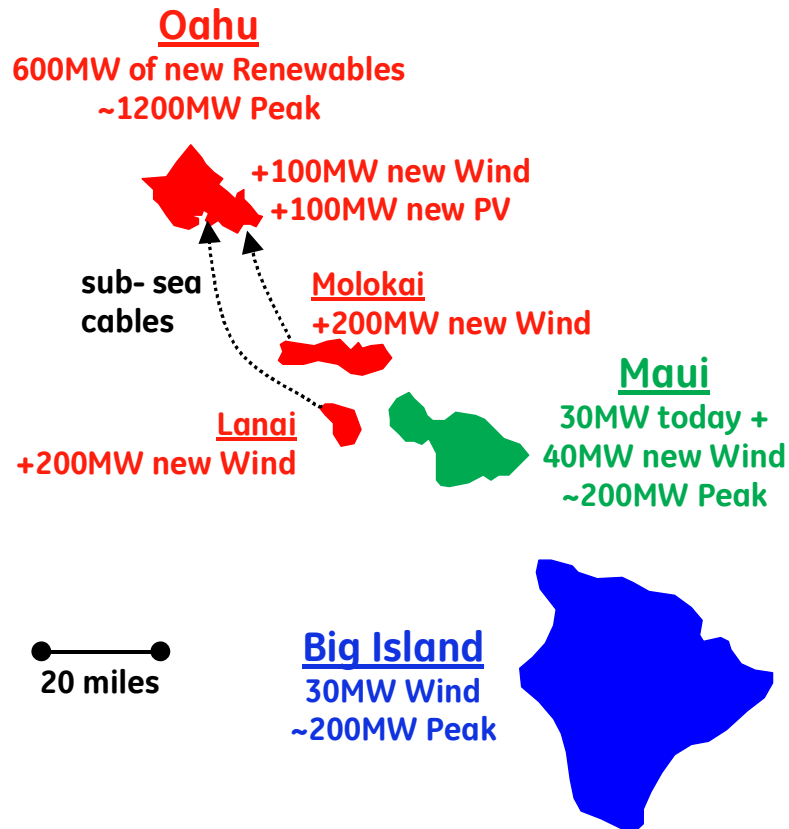 Oahu
600MW of new Renewables
~1200MW Peak
+100MW new Wind
+100MW new PV
sub- sea
cables
Molokai
+200MW new Wind
Maui
30MW today +
40MW new Wind
~200MW Peak
Lanai
+200MW new Wind
Big Island
30MW Wind
~200MW Peak
20 miles